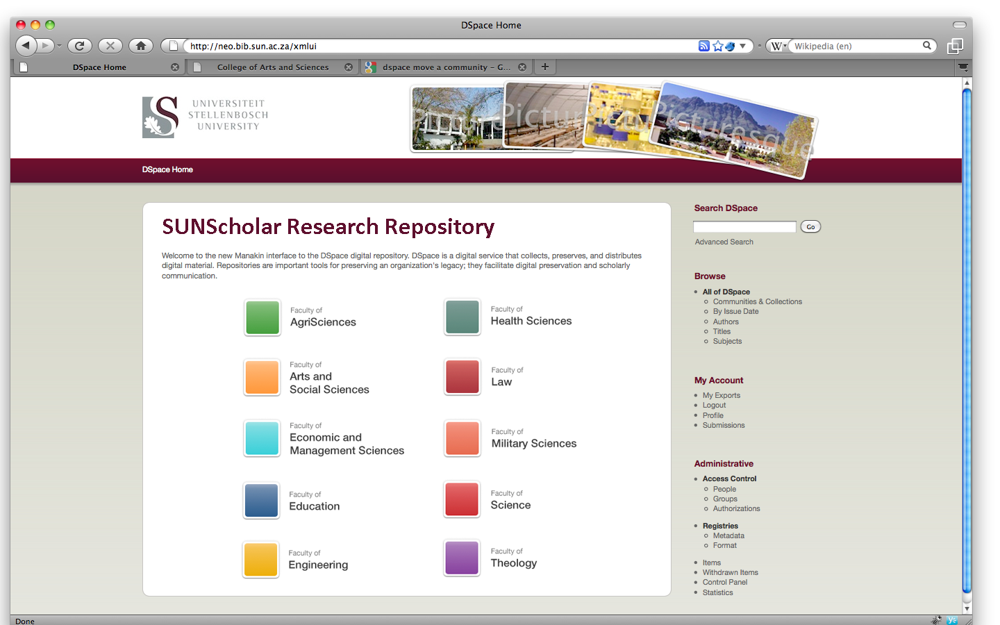 DSpace Home
http://neo.bib.sun.ac.za/xmlui
W
Wikipedia (en)
DSpace Home
College of Arts and Sciences
dspace move a community - G...
UNIVERSITEIT
STELLENBOSCH
UNIVERSITY
Picture
Pictur
Pict
Picturesque
DSpace Home
SUNScholar Research Repository
Welcome to the new Manakin interface to the DSpace digital repository. DSpace is a digital service that collects, preserves, and distributes
digital material. Repositories are important tools for preserving an organization's legacy; they facilitate digital preservation and scholarly
communication.
Faculty of
AgriSciences
Faculty of
Arts and
Social Sciences
Faculty of
Economic and
Management Sciences
Faculty of
Education
Faculty of
Engineering
Faculty of
Health Sciences
Faculty of
Law
Faculty of
Military Sciences
Faculty of
Science
Faculty of
Theology
Search DSpace
Go
Advanced Search
Browse
All of DSpace
Communities & Collections
By Issue Date
Authors
Titles
Subjects
My Account
My Exports
Logout
Profile
Submissions
Administrative
Access Control
People
Groups
Authorizations
Registries
Metadata
Format
Items
Withdrawn Items
Control Panel
Statistics
Done